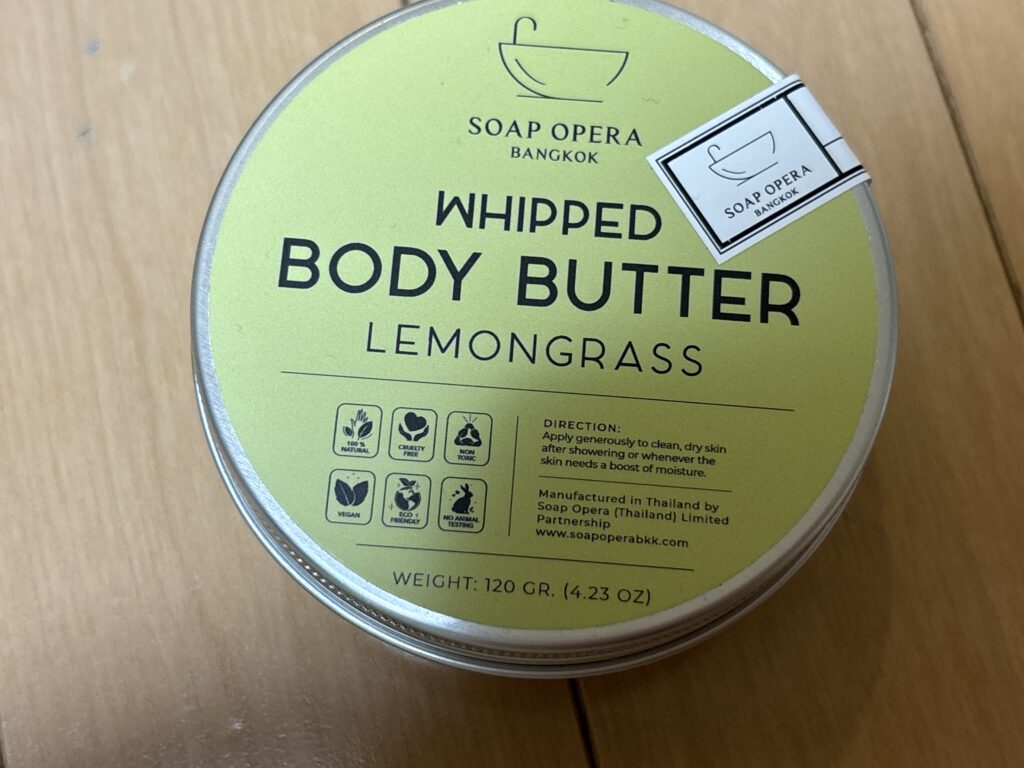 SOAP OPERA
BANGKOK
SOAP OPERA
BANGKOK
WHIPPED
BODY BUTTER
LEMONGRASS
100 %
NATURAL
CRUELTY
FREE
NON
TOXIC
VEGAN
ECO
FRIENDLY
NO ANIMAL
TESTING
DIRECTION:
Apply generously to clean, dry skin
after showering or whenever the
skin needs a boost of moisture.
Manufactured in Thailand by
Soap Opera (Thailand) Limited
Partnership
www.soapoperabkk.com
WEIGHT: 120 GR. (4.23 OZ)